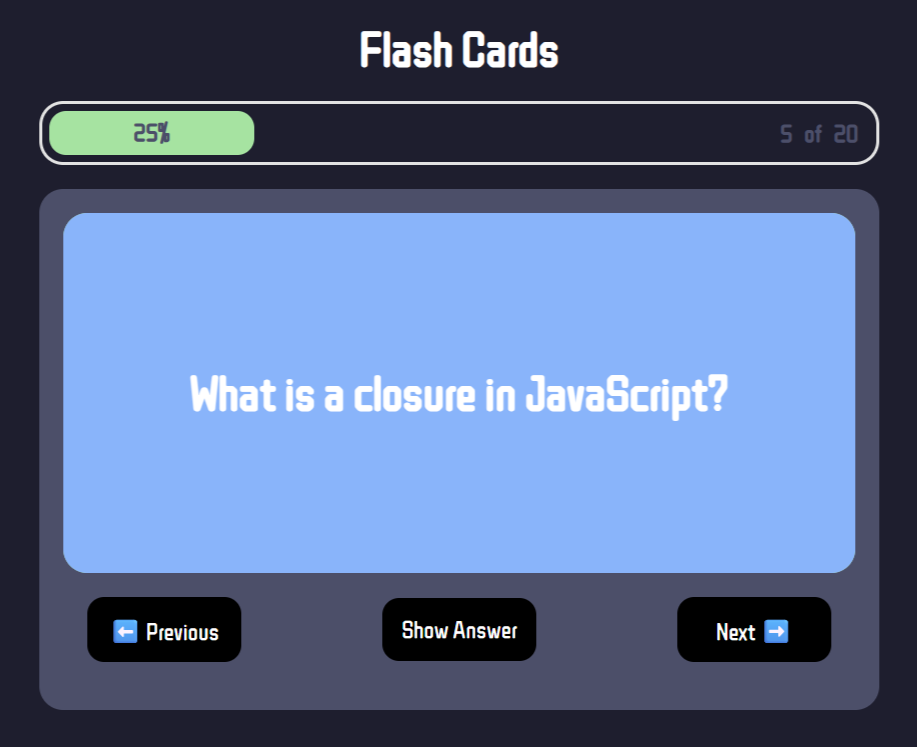 Flash Cards
25%
5 of 20
What is a closure in JavaScript?
⬅️ Previous
Show Answer
Next ➡️